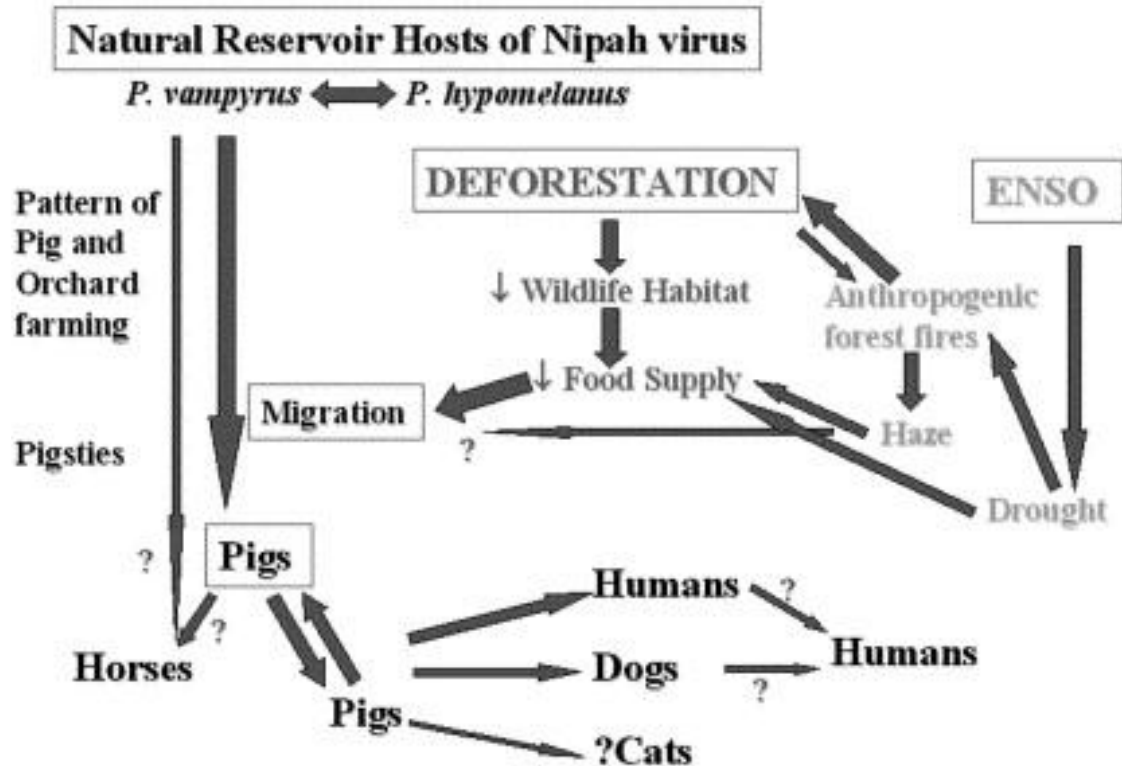 Natural Reservoir Hosts of Nipah virus
P. vampyrus
P. hypomelanus
DEFORESTATION
ENSO
Pattern of
Pig and
Orchard
farming
↓ Wildlife Habitat
Anthropogenic
forest fires
↓ Food Supply
Migration
?
Haze
Pigsties
Drought
?
Pigs
?
Humans
?
Horses
Dogs
?
Humans
Pigs
?Cats